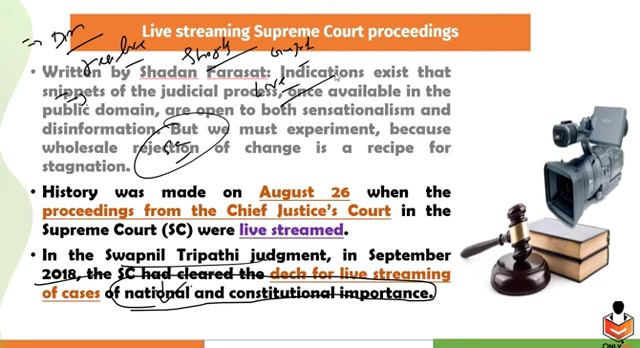 Live streaming Supreme Court proceedings
Written by Shadan Farasat: Indications exist that
snippets of the judicial process, once available in the
public domain, are open to both sensationalism and
disinformation. But we must experiment, because
wholesale rejection of change is a recipe for
stagnation.
History was made on August 26 when the
proceedings from the Chief Justice's Court in the
Supreme Court (SC) were live streamed.
In the Swapnil Tripathi judgment, in September
2018, the SC had cleared the deck for live streaming
of cases of national and constitutional importance.